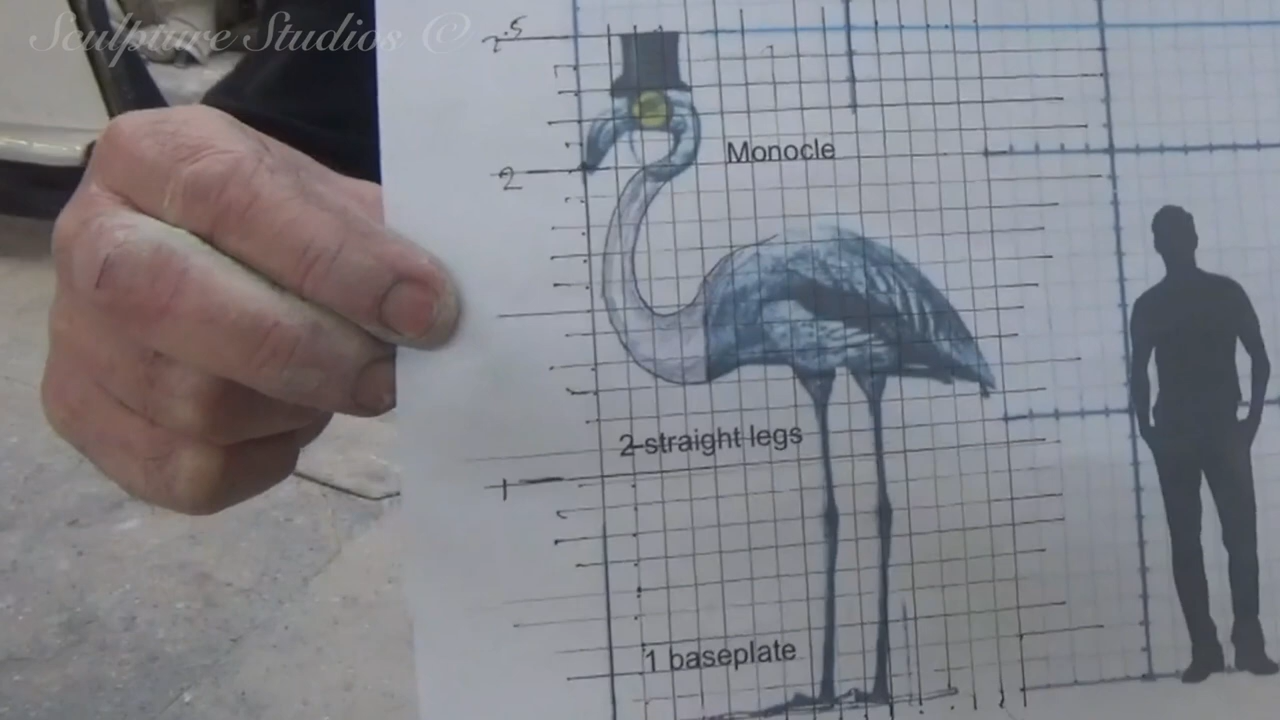 Sculpture Studios ©
2.5
Monocle
2
2 straight legs
1
1 baseplate